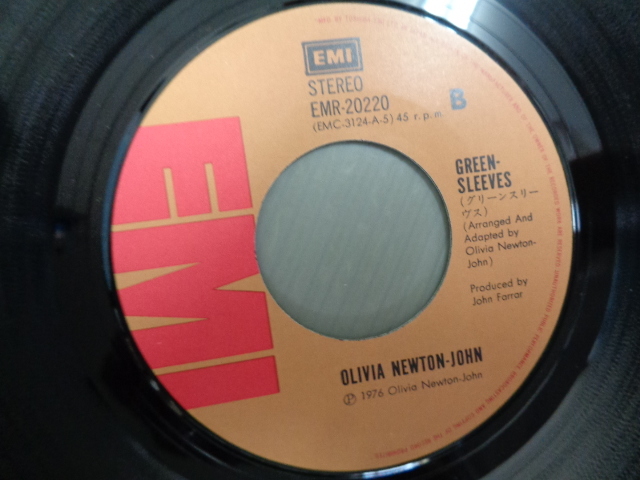 EMI
STEREO
EMR-20220
(EMC-3124-A-5) 45 r.p.m
B
GREEN-
SLEEVES
(グリーンスリー
ヴス)
(Arranged And
Adapted by
Olivia Newton-
John)
Produced by
John Farrar
OLIVIA NEWTON-JOHN
Ⓟ 1976 Olivia Newton-John
EMI